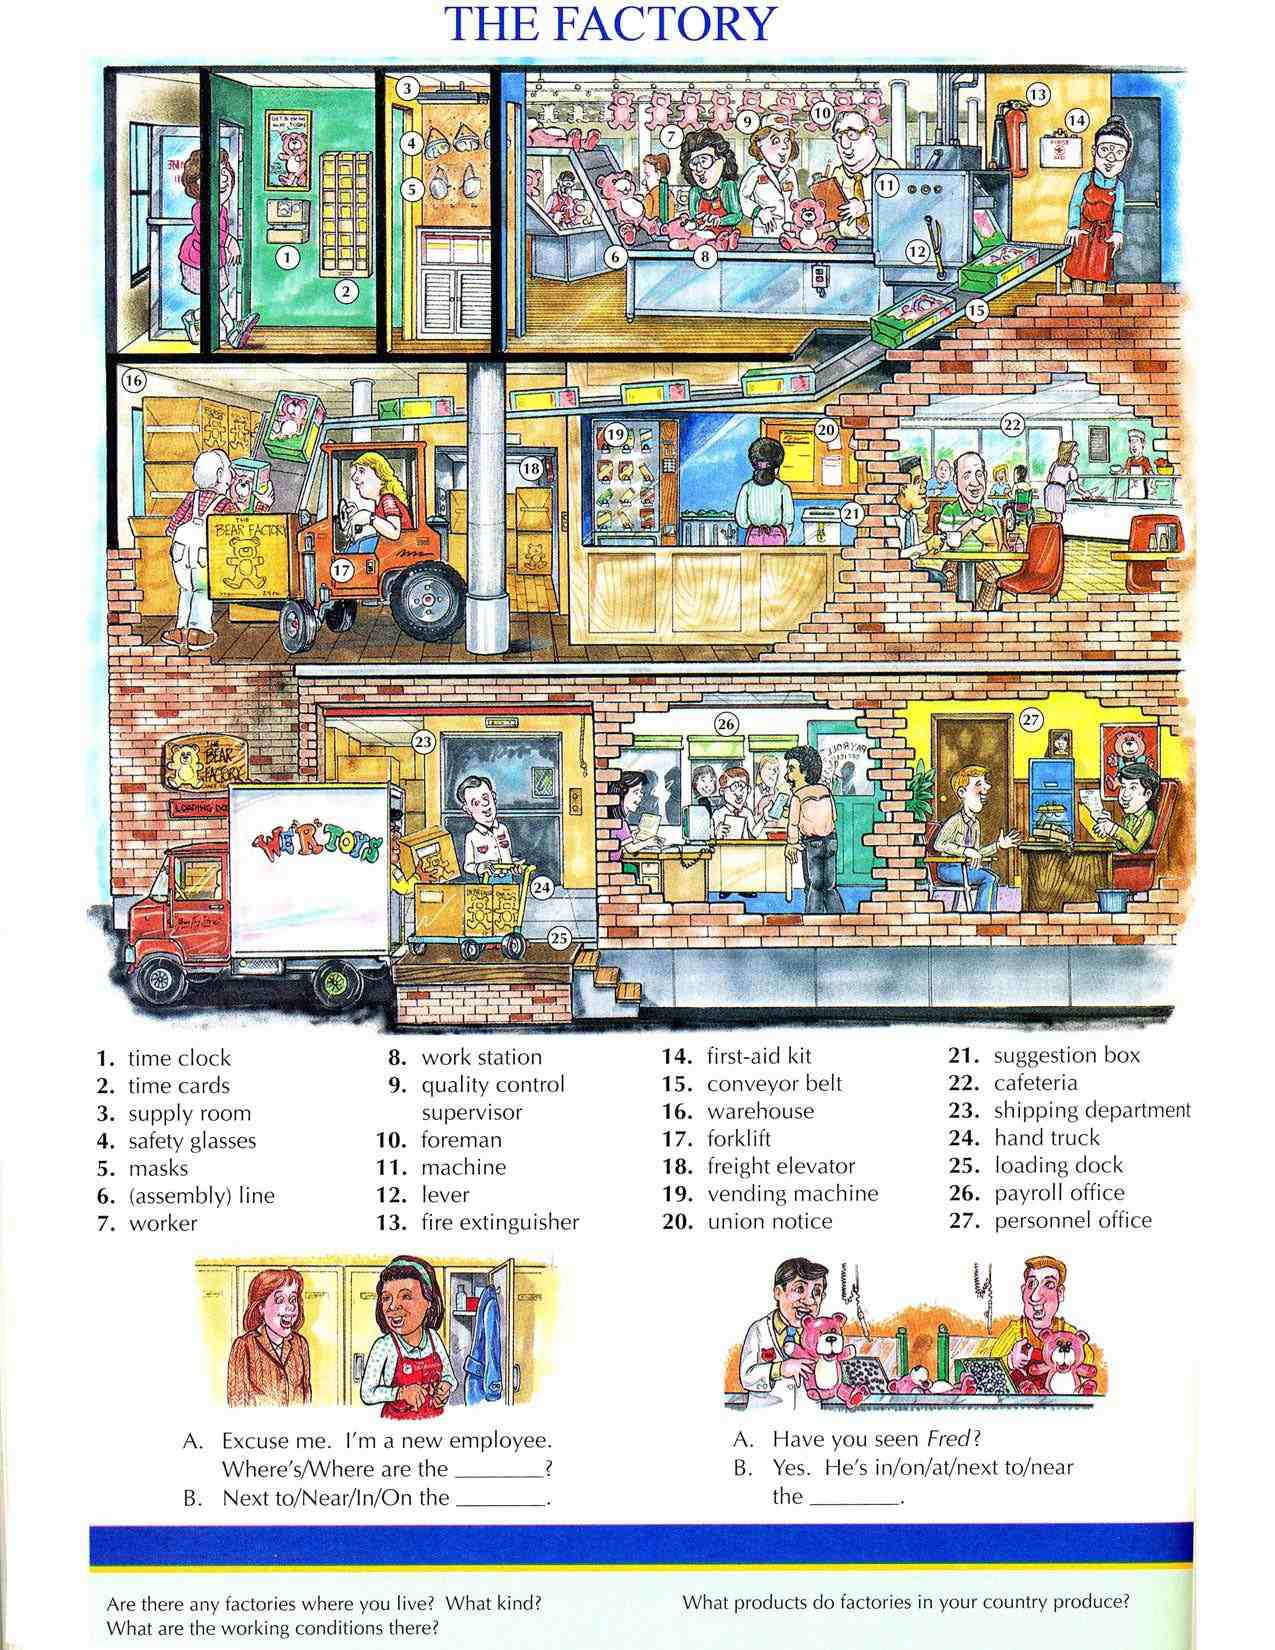 THE FACTORY
3
13
4
7
9
10
14
FIRST
AID
5
11
1
6
8
12
2
15
16
19
20
22
18
THE
BEAR FACTORY
21
17
26
27
23
THE
BEAR
FACTORY
PAYROLL
LOADING DO
WE'R TOYS
24
25
1. time clock
2. time cards
3. supply room
4. safety glasses
5. masks
6. (assembly) line
7. worker
8. work station
9. quality control
supervisor
10. foreman
11. machine
12. lever
13. fire extinguisher
14. first-aid kit
15. conveyor belt
16. warehouse
17. forklift
18. freight elevator
19. vending machine
20. union notice
21. suggestion box
22. cafeteria
23. shipping department
24. hand truck
25. loading dock
26. payroll office
27. personnel office
A. Excuse me. I'm a new employee.
Where's/Where are the ________?
B. Next to/Near/In/On the ________.
A. Have you seen Fred?
B. Yes. He's in/on/at/next to/near
the ________.
Are there any factories where you live? What kind?
What are the working conditions there?
What products do factories in your country produce?